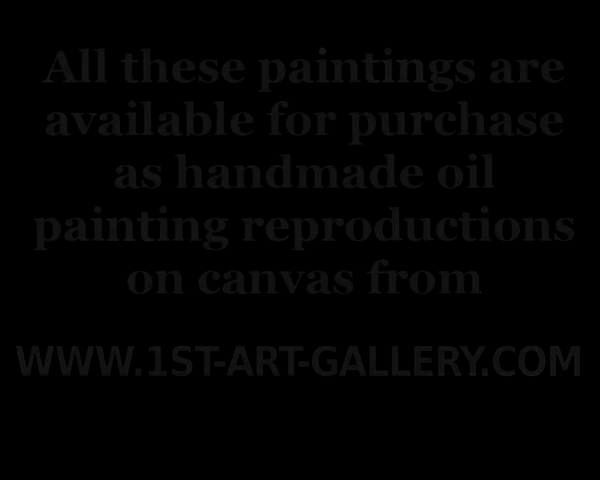 All these paintings are
available for purchase
as handmade oil
painting reproductions
on canvas from
WWW.1ST-ART-GALLERY.COM